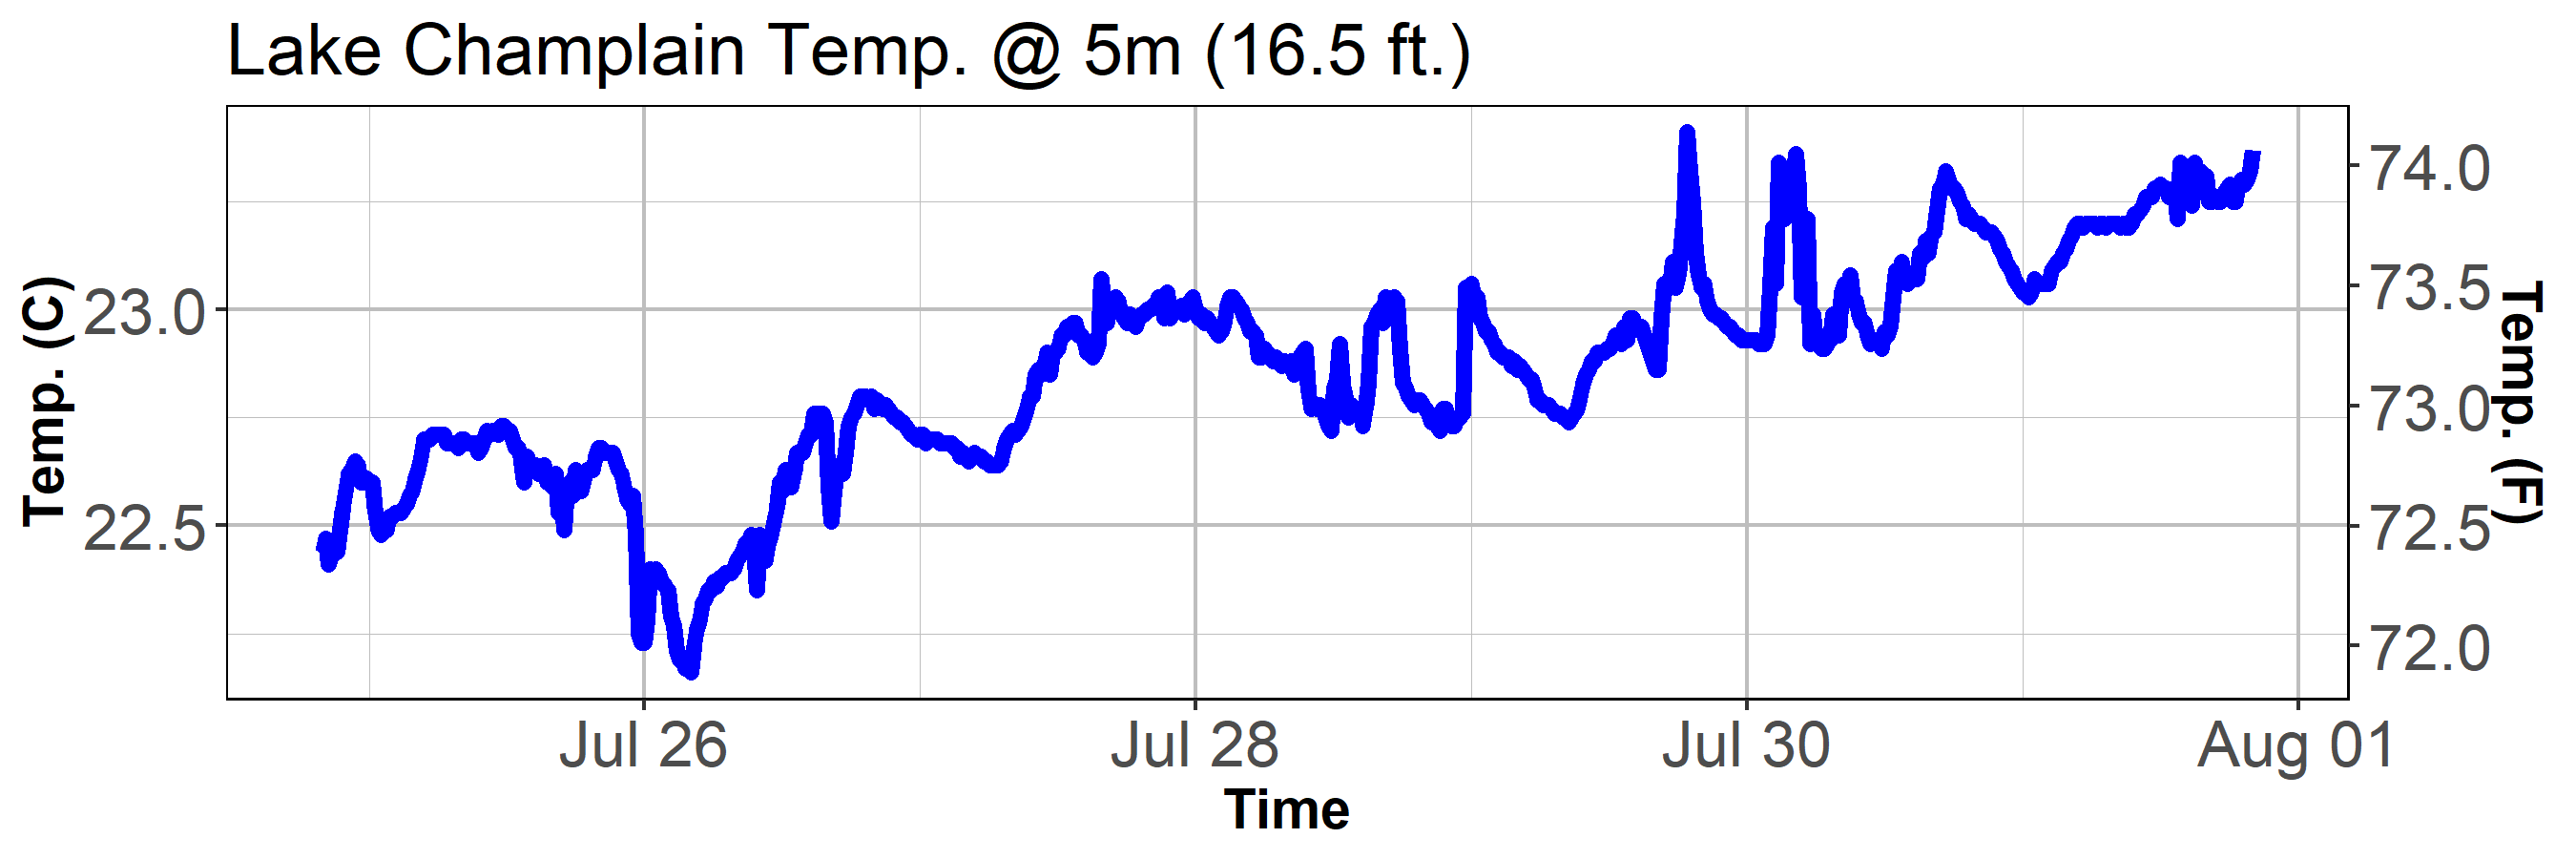 Lake Champlain Temp. @ 5m (16.5 ft.)
Temp. (C)
23.0
22.5
74.0
73.5
73.0
72.5
72.0
Temp. (F)
Jul 26
Jul 28
Jul 30
Aug 01
Time